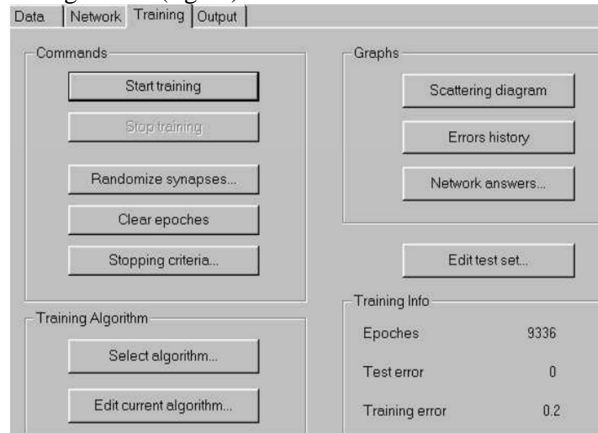 Data Network Training Output
Commands
Start training
Stop training
Randomize synapses...
Clear epoches
Stopping criteria...
Training Algorithm
Select algorithm...
Edit current algorithm...
Graphs
Scattering diagram
Errors history
Network answers...
Edit test set...
Training Info
Epoches 9336
Test error 0
Training error 0.2